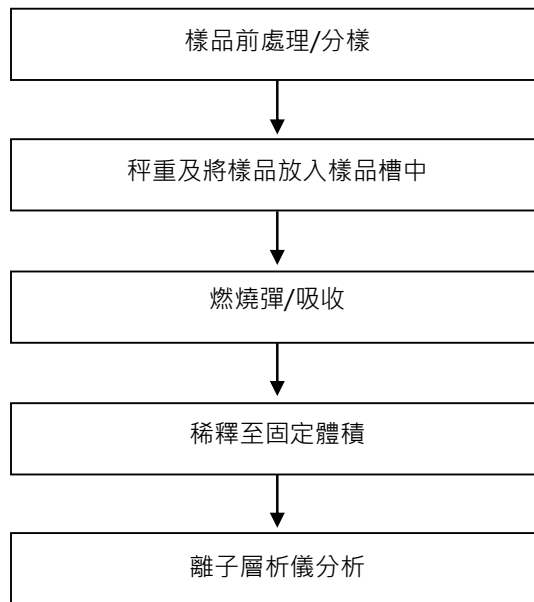 樣品前處理/分樣
秤重及將樣品放入樣品槽中
燃燒彈/吸收
稀釋至固定體積
離子層析儀分析